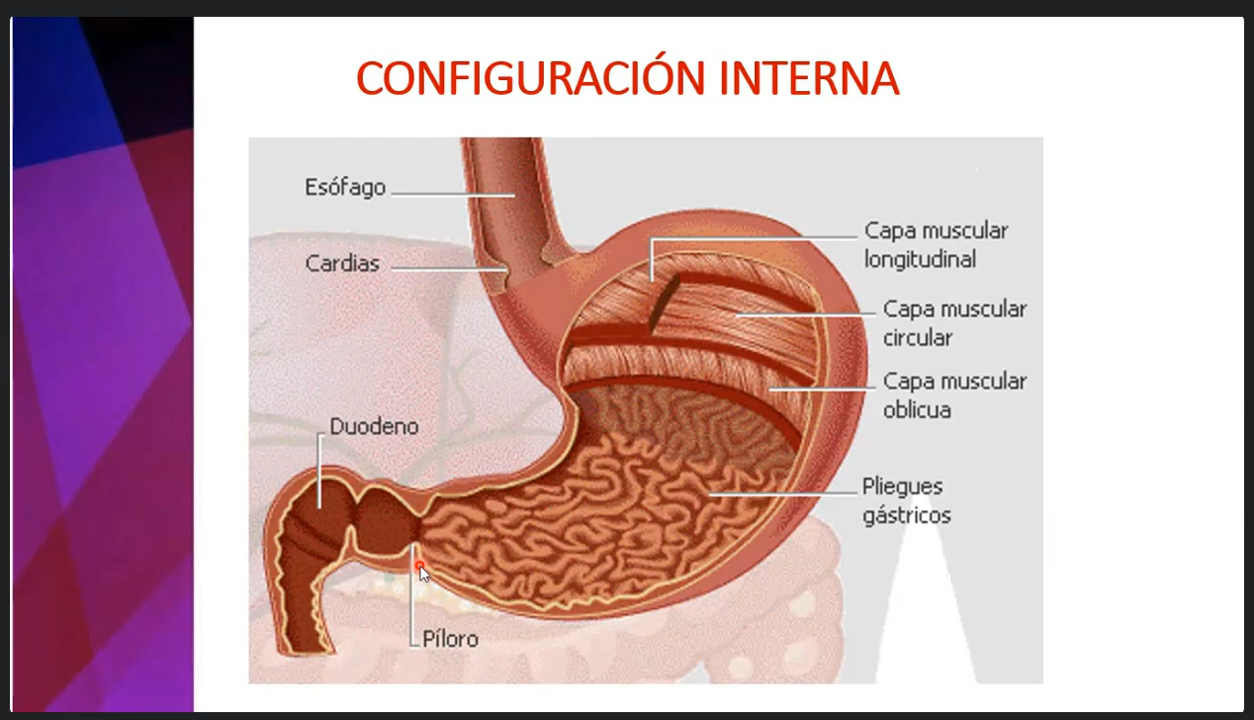 CONFIGURACIÓN INTERNA
Esófago
Cardias
Duodeno
Píloro
Capa muscular
longitudinal
Capa muscular
circular
Capa muscular
oblicua
Pliegues
gástricos